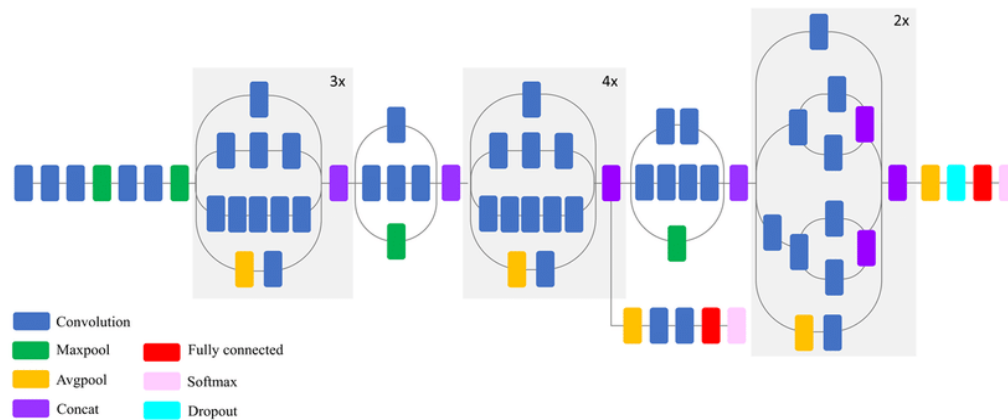 3x
4x
2x
Convolution
Maxpool
Avgpool
Concat
Fully connected
Softmax
Dropout